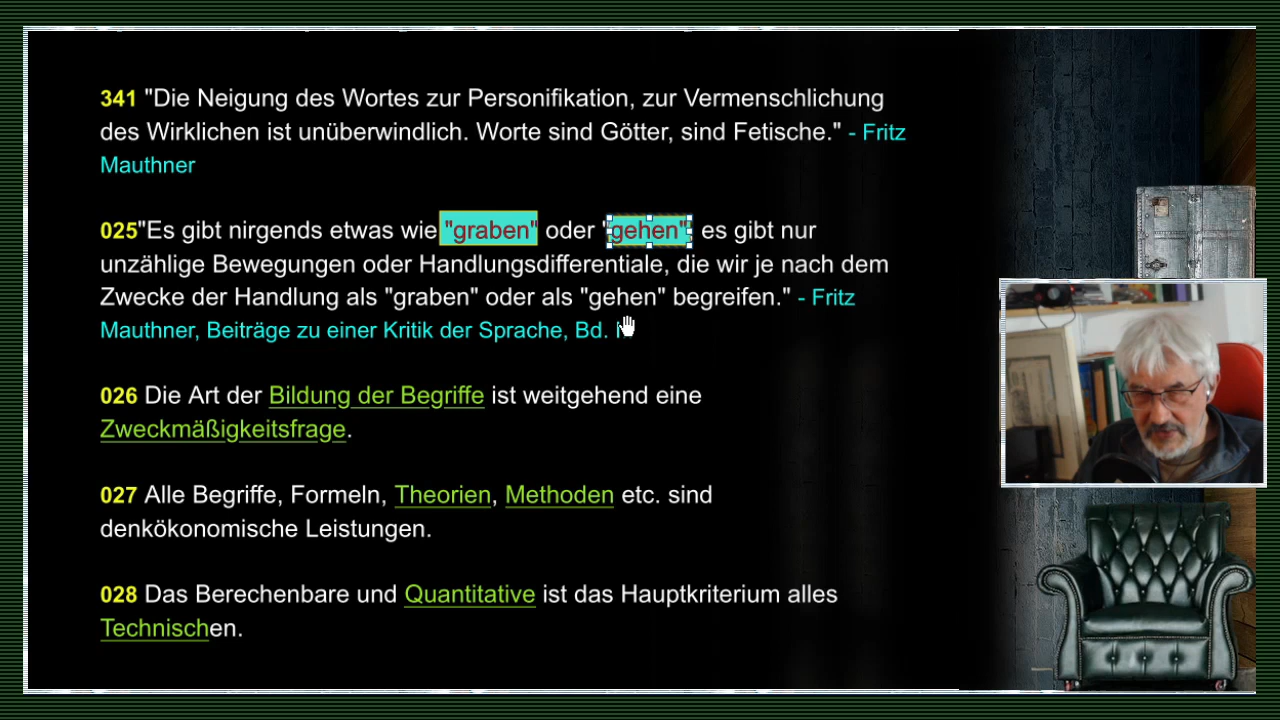 341 "Die Neigung des Wortes zur Personifikation, zur Vermenschlichung
des Wirklichen ist unüberwindlich. Worte sind Götter, sind Fetische." - Fritz
Mauthner
025"Es gibt nirgends etwas wie "graben" oder "gehen", es gibt nur
unzählige Bewegungen oder Handlungsdifferentiale, die wir je nach dem
Zwecke der Handlung als "graben" oder als "gehen" begreifen." - Fritz
Mauthner, Beiträge zu einer Kritik der Sprache, Bd.
026 Die Art der Bildung der Begriffe ist weitgehend eine
Zweckmäßigkeitsfrage.
027 Alle Begriffe, Formeln, Theorien, Methoden etc. sind
denkökonomische Leistungen.
028 Das Berechenbare und Quantitative ist das Hauptkriterium alles
Technischen.